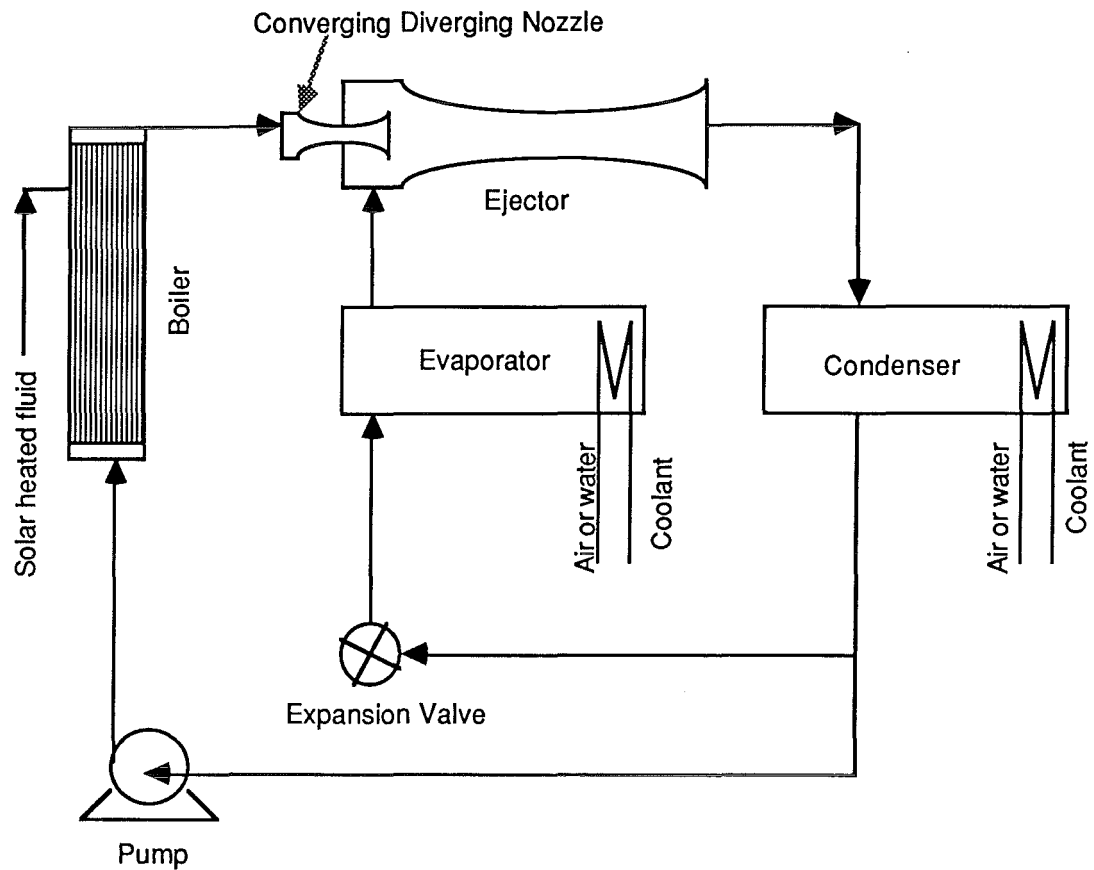 Converging Diverging Nozzle
Ejector
Boiler
Solar heated fluid
Evaporator
Air or water
Coolant
Condenser
Air or water
Coolant
Expansion Valve
Pump